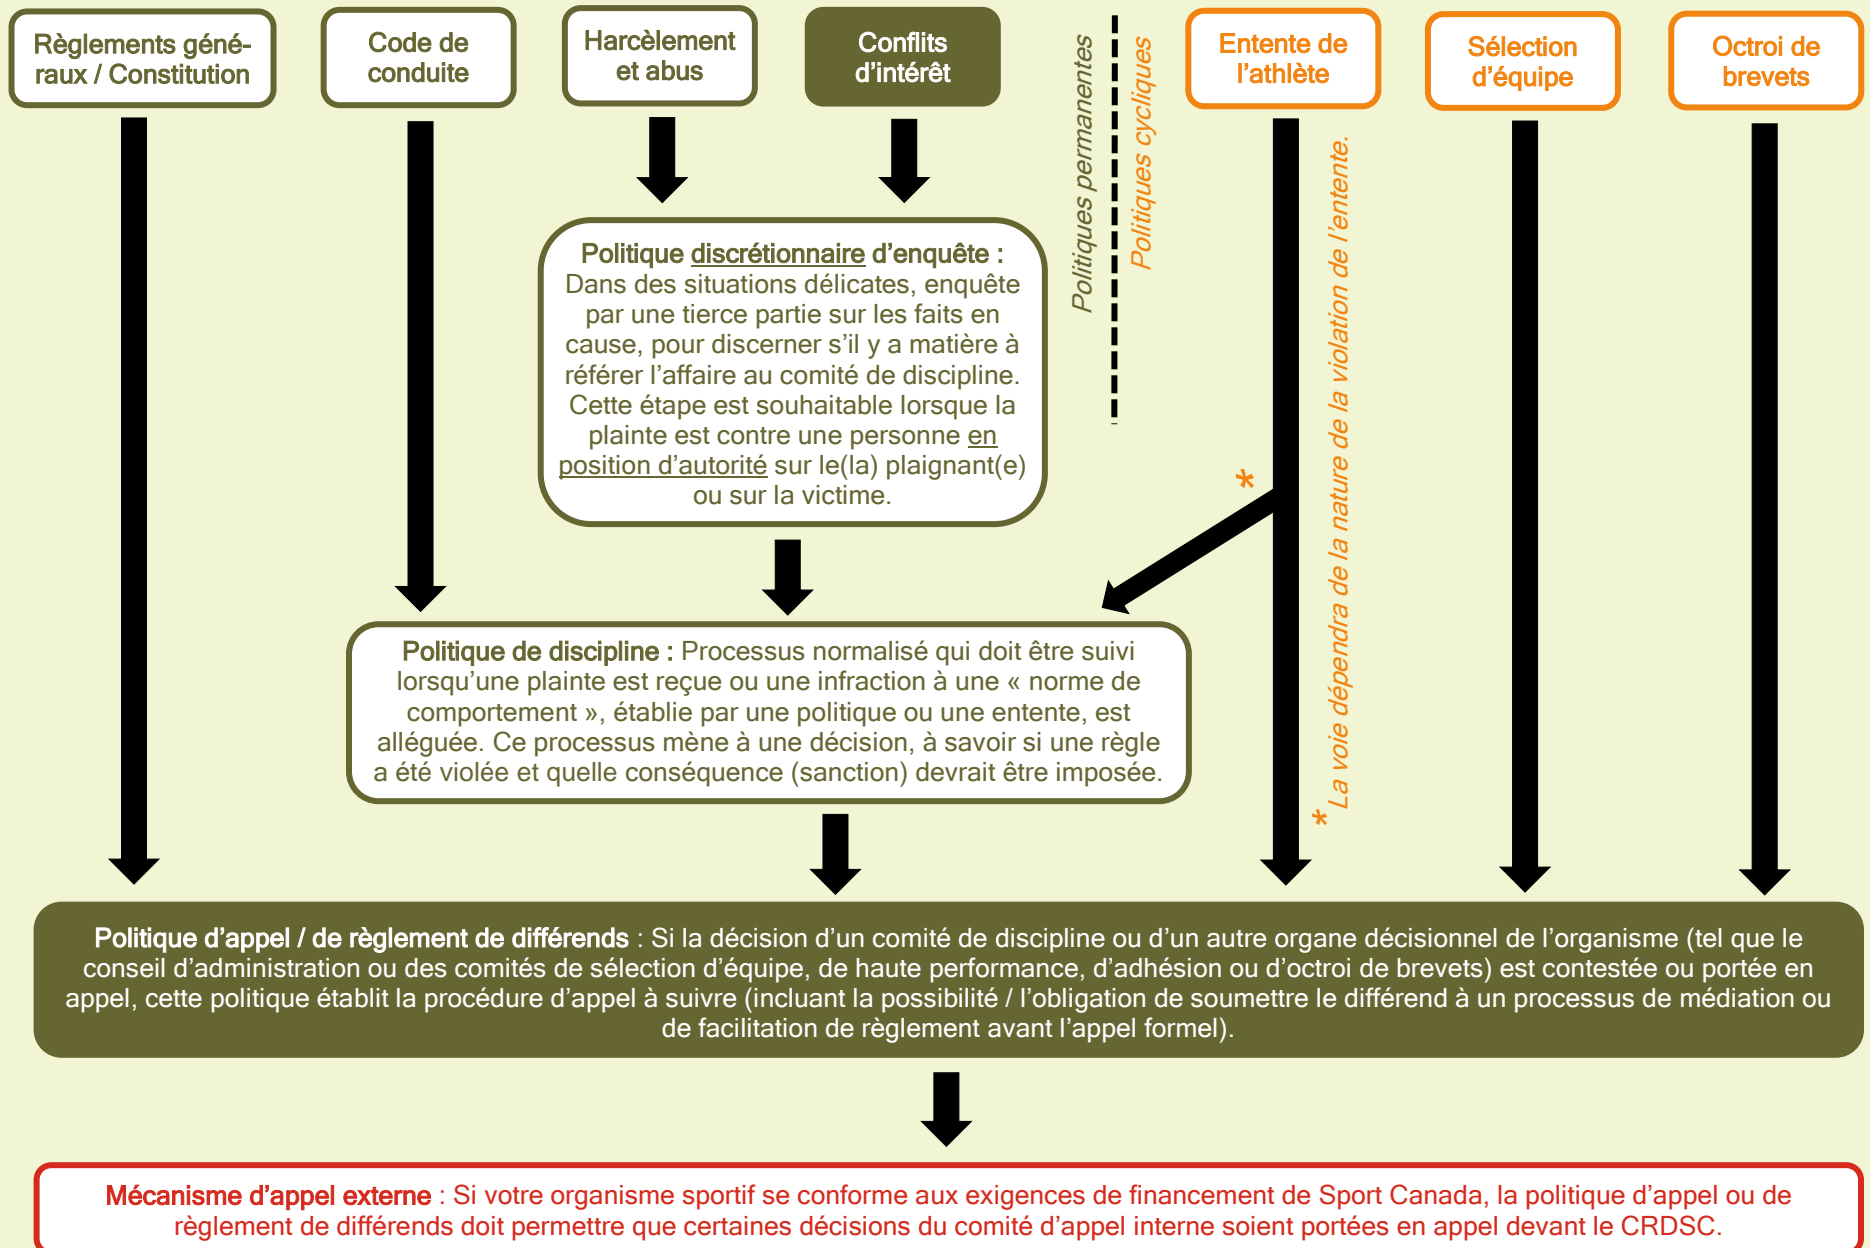 Règlements géné-
raux / Constitution
Code de
conduite
Harcèlement
et abus
Conflits
d'intérêt
Politiques permanentes
Politiques cycliques
Entente de
l'athlète
Sélection
d'équipe
Octroi de
brevets
Politique discrétionnaire d'enquête :
Dans des situations délicates, enquête
par une tierce partie sur les faits en
cause, pour discerner s'il y a matière à
référer l'affaire au comité de discipline.
Cette étape est souhaitable lorsque la
plainte est contre une personne en
position d'autorité sur le(la) plaignant(e)
ou sur la victime.
*
* La voie dépendra de la nature de la violation de l'entente.
Politique de discipline : Processus normalisé qui doit être suivi
lorsqu'une plainte est reçue ou une infraction à une « norme de
comportement », établie par une politique ou une entente, est
alléguée. Ce processus mène à une décision, à savoir si une règle
a été violée et quelle conséquence (sanction) devrait être imposée.
Politique d'appel / de règlement de différends : Si la décision d'un comité de discipline ou d'un autre organe décisionnel de l'organisme (tel que le
conseil d'administration ou des comités de sélection d'équipe, de haute performance, d'adhésion ou d'octroi de brevets) est contestée ou portée en
appel, cette politique établit la procédure d'appel à suivre (incluant la possibilité / l'obligation de soumettre le différend à un processus de médiation ou
de facilitation de règlement avant l'appel formel).
Mécanisme d'appel externe : Si votre organisme sportif se conforme aux exigences de financement de Sport Canada, la politique d'appel ou de
règlement de différends doit permettre que certaines décisions du comité d'appel interne soient portées en appel devant le CRDSC.